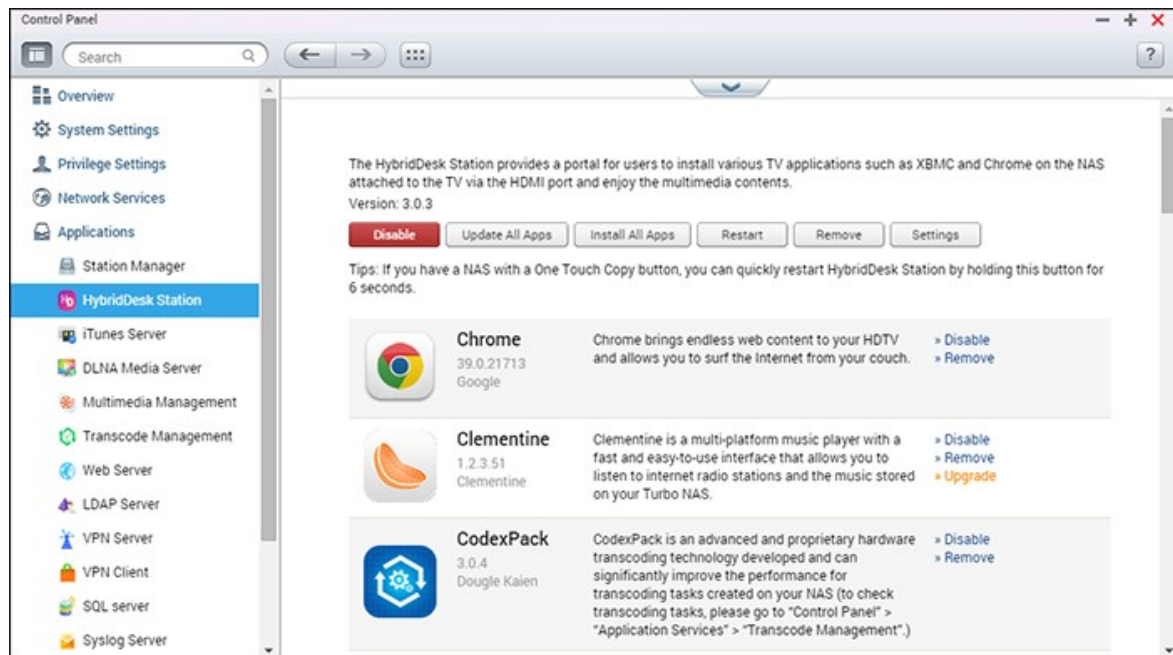 Control Panel
Search
?
Overview
System Settings
Privilege Settings
Network Services
Applications
Station Manager
HybridDesk Station
iTunes Server
DLNA Media Server
Multimedia Management
Transcode Management
Web Server
LDAP Server
VPN Server
VPN Client
SQL server
Syslog Server
The HybridDesk Station provides a portal for users to install various TV applications such as XBMC and Chrome on the NAS
attached to the TV via the HDMI port and enjoy the multimedia contents.
Version: 3.0.3
Disable Update All Apps Install All Apps Restart Remove Settings
Tips: If you have a NAS with a One Touch Copy button, you can quickly restart HybridDesk Station by holding this button for
6 seconds.
Chrome
39.0.21713
Google
Chrome brings endless web content to your HDTV
and allows you to surf the Internet from your couch.
» Disable
» Remove
Clementine
1.2.3.51
Clementine
Clementine is a multi-platform music player with a
fast and easy-to-use interface that allows you to
listen to internet radio stations and the music stored
on your Turbo NAS.
» Disable
» Remove
» Upgrade
CodexPack
3.0.4
Dougle Kaien
CodexPack is an advanced and proprietary hardware
transcoding technology developed and can
significantly improve the performance for
transcoding tasks created on your NAS (to check
transcoding tasks, please go to “Control Panel” >
“Application Services” > “Transcode Management”.)
» Disable
» Remove